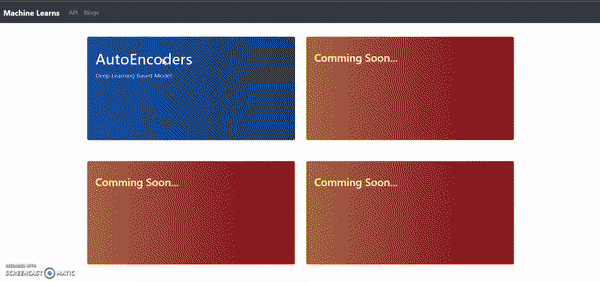 Machine Learns API Blogs
AutoEncoders
Deep Learning Based Model
Comming Soon...
Comming Soon...
Comming Soon...
RECORDED WITH
SCREENCAST MATIC